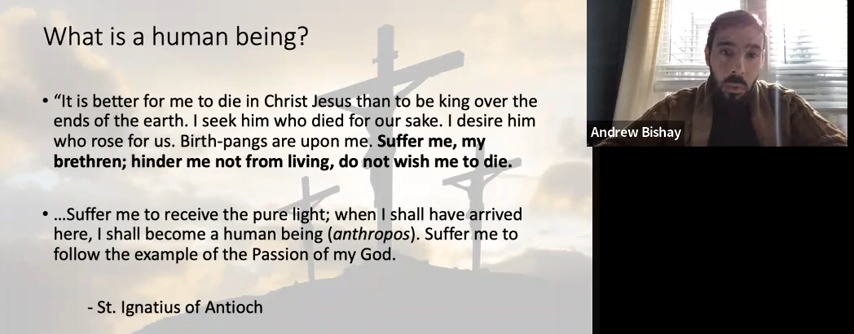 What is a human being?
• “It is better for me to die in Christ Jesus than to be king over the
ends of the earth. I seek him who died for our sake. I desire him
who rose for us. Birth-pangs are upon me. Suffer me, my
brethren; hinder me not from living, do not wish me to die.
• …Suffer me to receive the pure light; when I shall have arrived
here, I shall become a human being (anthropos). Suffer me to
follow the example of the Passion of my God.
- St. Ignatius of Antioch
Andrew Bishay